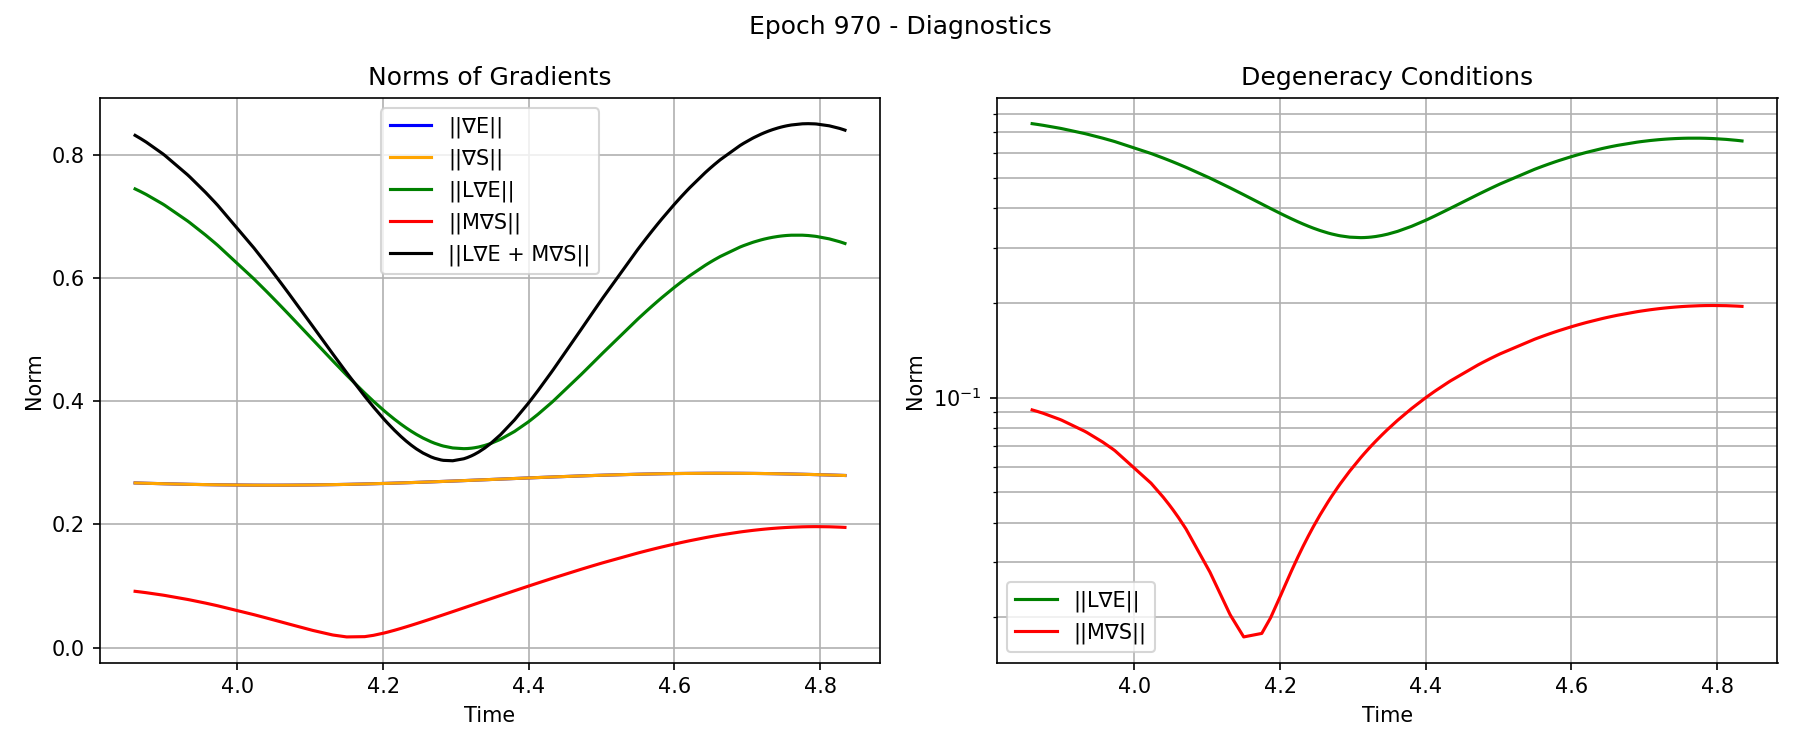 Epoch 970 - Diagnostics
Norms of Gradients
||∇E||
||∇S||
||L∇E||
||M∇S||
||L∇E + M∇S||
0.8
0.6
0.4
0.2
0.0
Norm
4.0 4.2 4.4 4.6 4.8
Time
Degeneracy Conditions
10⁻¹
Norm
||L∇E||
||M∇S||
4.0 4.2 4.4 4.6 4.8
Time